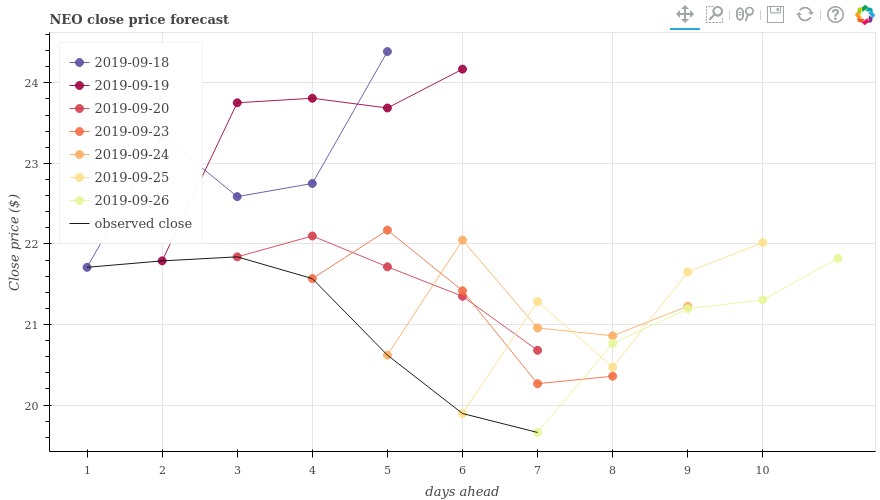 NEO close price forecast
2019-09-18
2019-09-19
2019-09-20
2019-09-23
2019-09-24
2019-09-25
2019-09-26
observed close
Close price ($)
24
23
22
21
20
1 2 3 4 5 6 7 8 9 10
days ahead